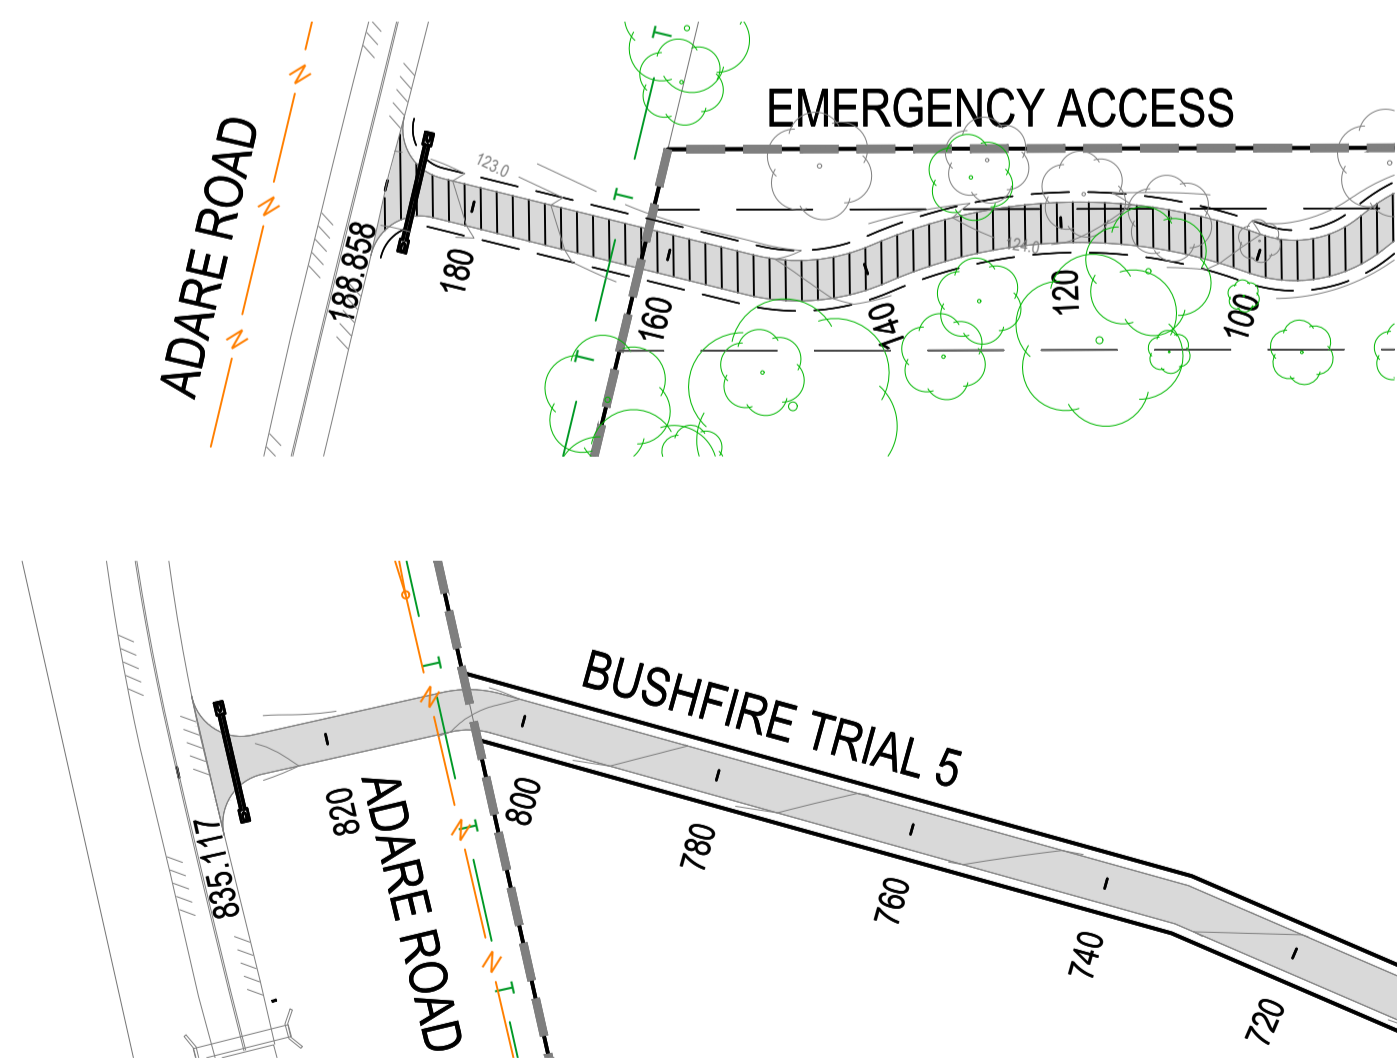 EMERGENCY ACCESS
ADARE ROAD
N
N
N
T
T
T
123.0
124.0
188.858
180
160
140
120
100
BUSHFIRE TRIAL 5
ADARE ROAD
T
T
T
N
N
N
835.117
820
800
780
760
740
720